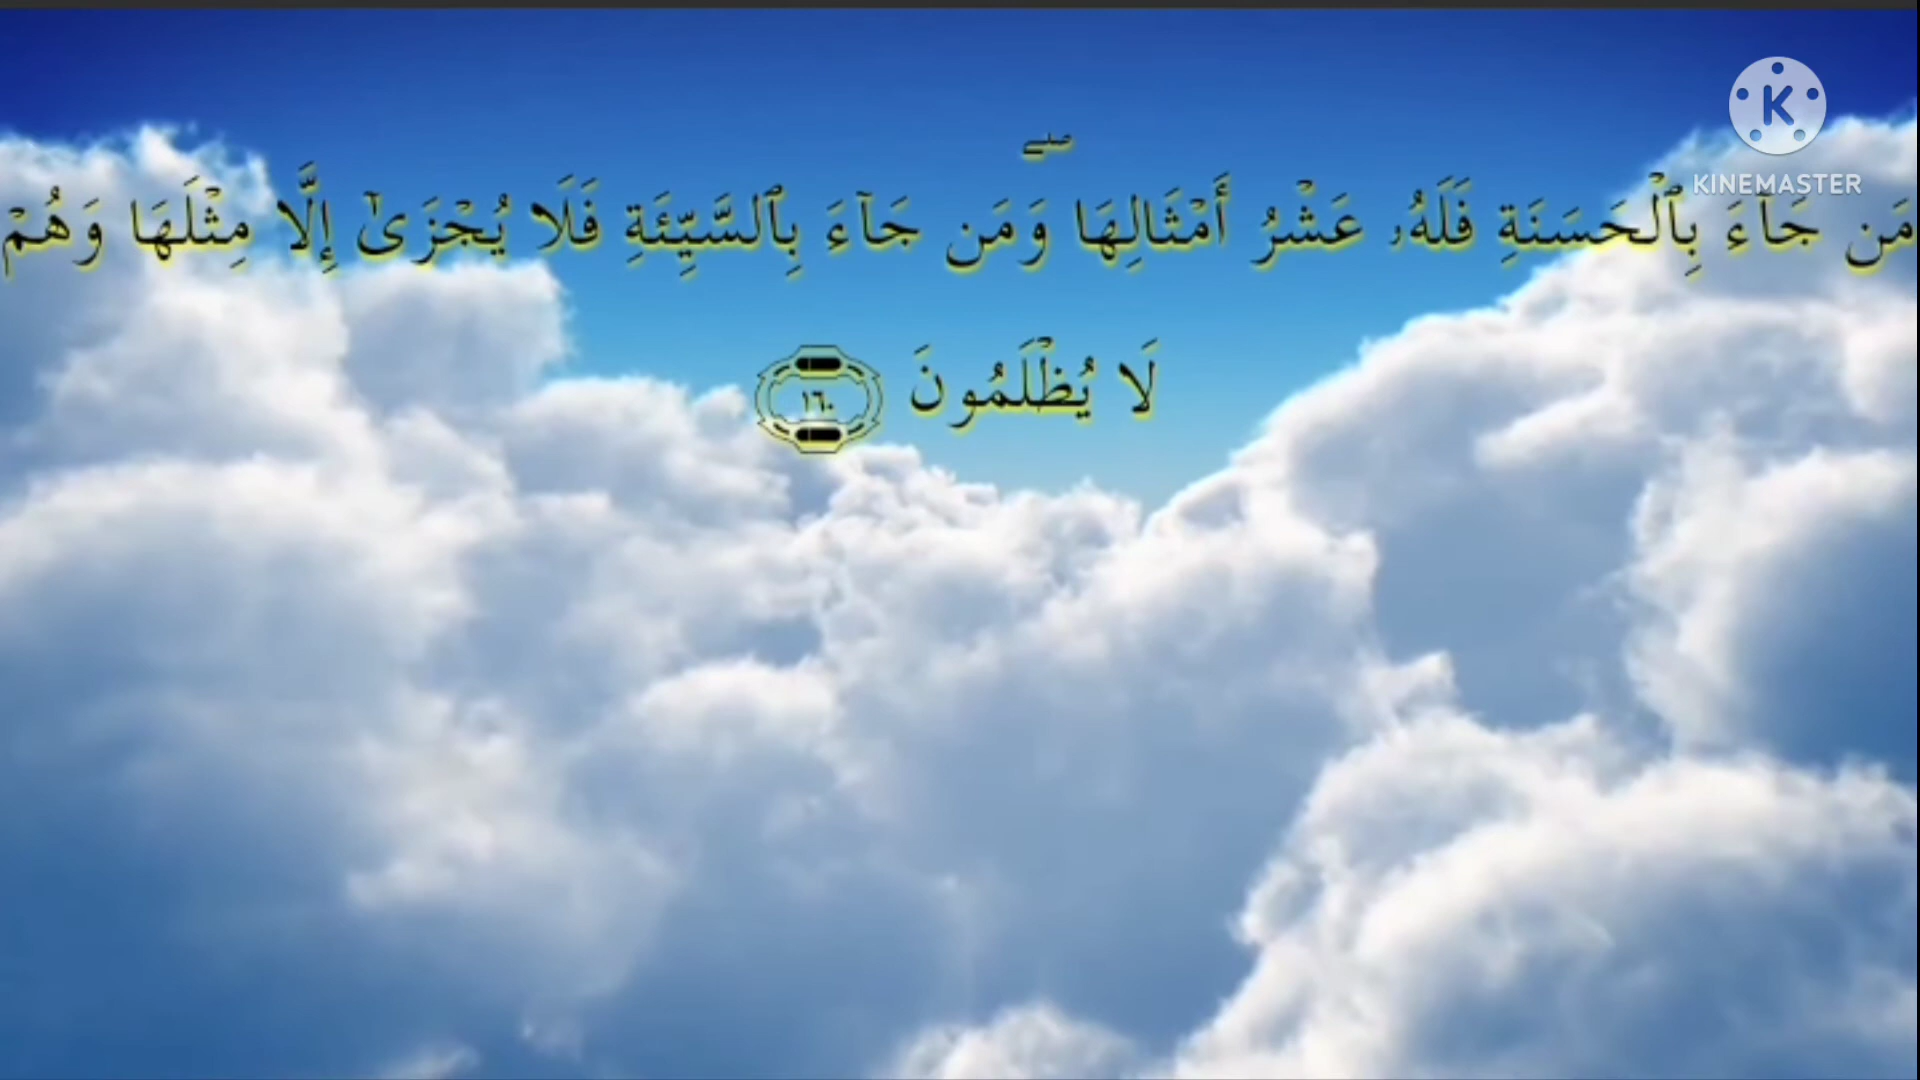 KINEMASTER
مَن جَآءَ بِٱلْحَسَنَةِ فَلَهُۥ عَشْرُ أَمْثَالِهَا ۖ وَمَن جَآءَ بِٱلسَّيِّئَةِ فَلَا يُجْزَىٰٓ إِلَّا مِثْلَهَا وَهُمْ
لَا يُظْلَمُونَ ١٦٠